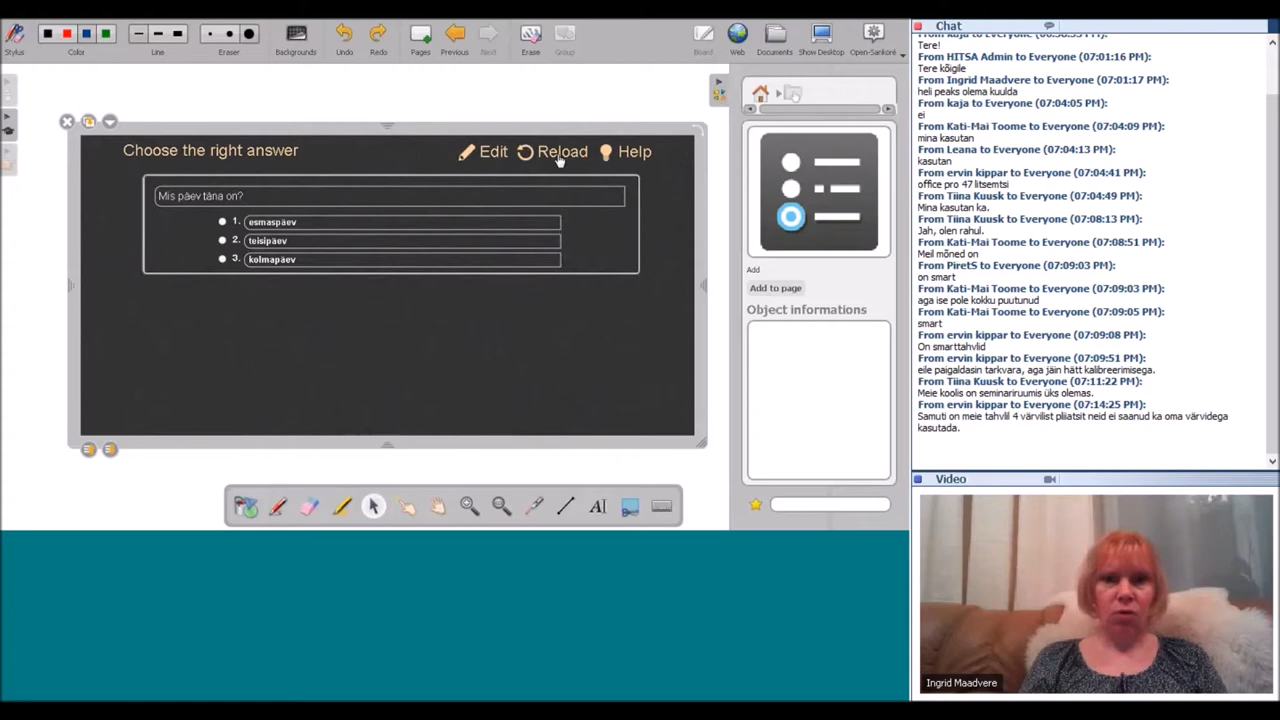 Stylus
Color
Line
Eraser
Backgrounds
Undo
Redo
Pages
Previous
Next
Erase
Group
Board
Web
Documents
Show Desktop
Open-Sankoré
Choose the right answer
Edit
Reload
Help
Mis päev täna on?
1. esmaspäev
2. teisipäev
3. kolmapäev
Add
Add to page
Object informations
Chat
Tere!
From HITSA Admin to Everyone (07:01:16 PM):
Tere kõigile
From Ingrid Maadvere to Everyone (07:01:17 PM):
heli peaks olema kuulda
From kaja to Everyone (07:04:05 PM):
ei
From Kati-Mai Toome to Everyone (07:04:09 PM):
mina kasutan
From Leana to Everyone (07:04:13 PM):
kasutan
From ervin kippar to Everyone (07:04:41 PM):
office pro 47 litsemtsi
From Tiina Kuusk to Everyone (07:04:49 PM):
Mina kasutan ka.
From Tiina Kuusk to Everyone (07:08:13 PM):
Jah, olen rahul.
From Kati-Mai Toome to Everyone (07:08:51 PM):
Meil mõned on
From PiretS to Everyone (07:09:03 PM):
on smart
From Kati-Mai Toome to Everyone (07:09:03 PM):
aga ise pole kokku puutunud
From Kati-Mai Toome to Everyone (07:09:05 PM):
smart
From ervin kippar to Everyone (07:09:08 PM):
On smarttahvlid
From ervin kippar to Everyone (07:09:51 PM):
eile paigaldasin tarkvara, aga jäin hätt kalibreerimisega.
From Tiina Kuusk to Everyone (07:11:22 PM):
Meie koolis on seminariruumis üks olemas.
From ervin kippar to Everyone (07:14:25 PM):
Samuti on meie tahvlil 4 värvilist pliiatsit neid ei saanud ka oma värvidega
kasutada.
Video
Ingrid Maadvere